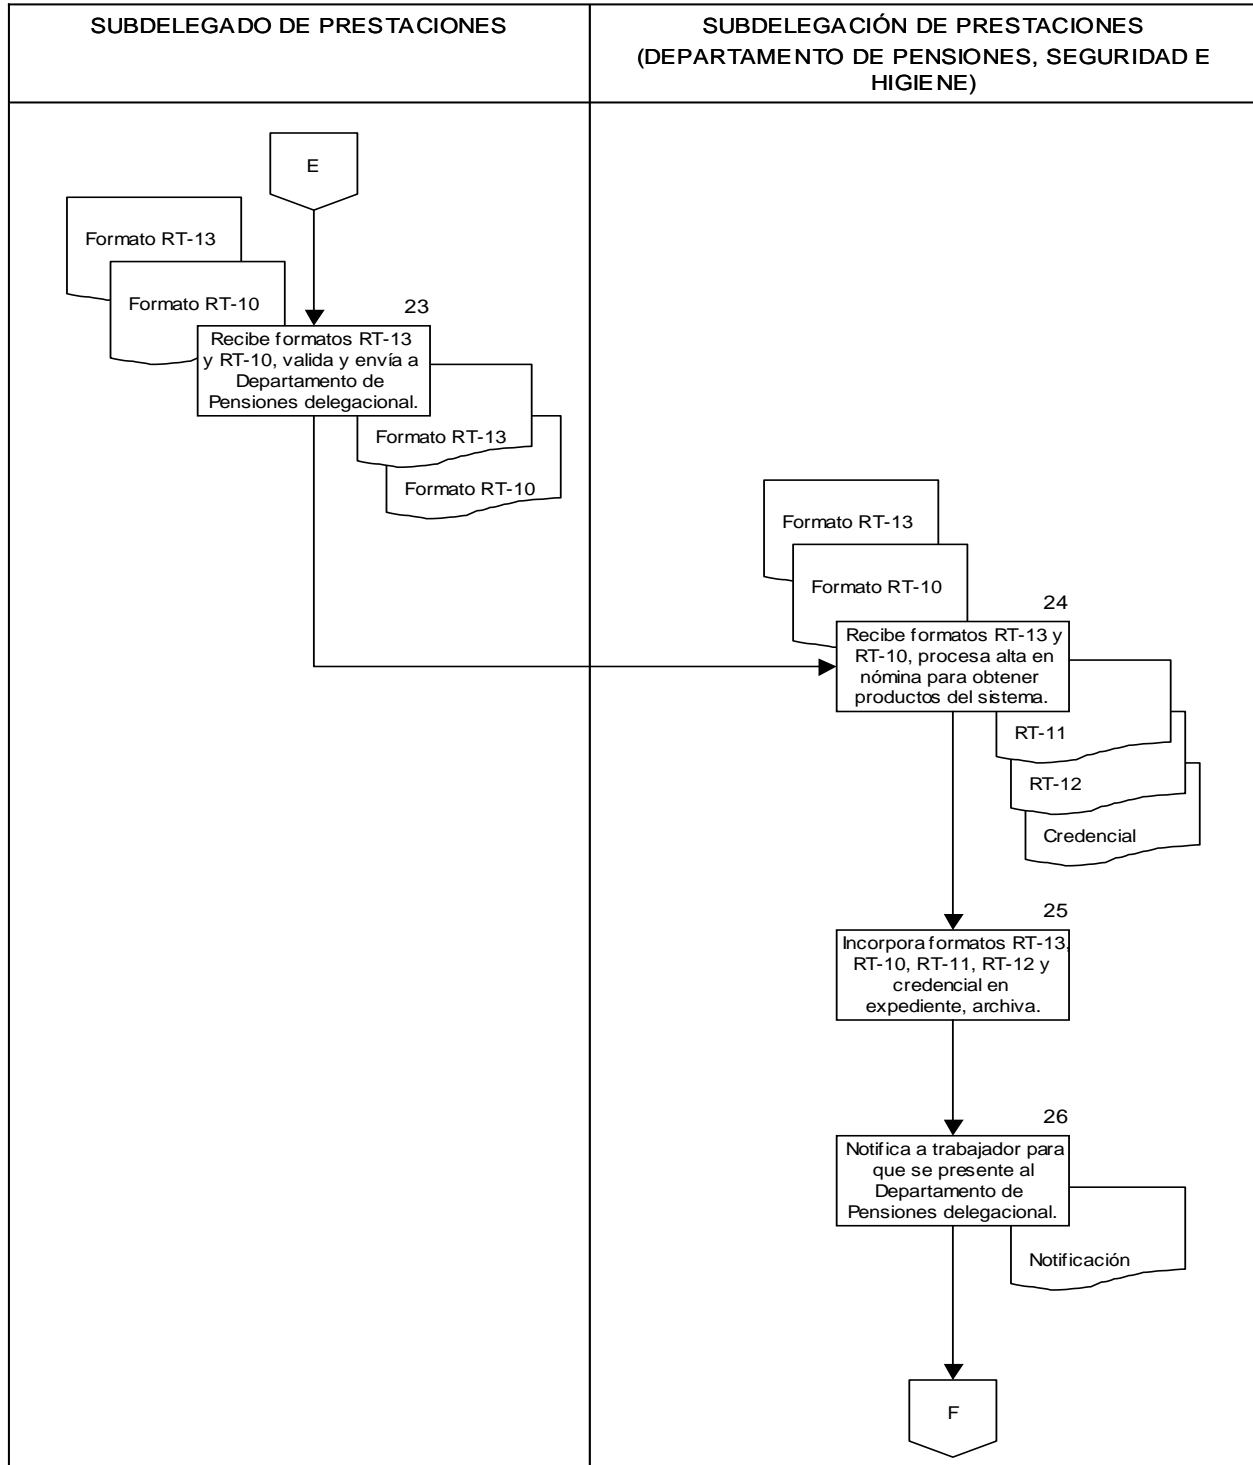 SUBDELEGADO DE PRESTACIONES
SUBDELEGACIÓN DE PRESTACIONES
(DEPARTAMENTO DE PENSIONES, SEGURIDAD E
HIGIENE)
E
Formato RT-13
Formato RT-10
23
Recibe formatos RT-13
y RT-10, valida y envía a
Departamento de
Pensiones delegacional.
Formato RT-13
Formato RT-10
Formato RT-13
Formato RT-10
24
Recibe formatos RT-13 y
RT-10, procesa alta en
nómina para obtener
productos del sistema.
RT-11
RT-12
Credencial
25
Incorpora formatos RT-13,
RT-10, RT-11, RT-12 y
credencial en
expediente, archiva.
26
Notifica a trabajador para
que se presente al
Departamento de
Pensiones delegacional.
Notificación
F